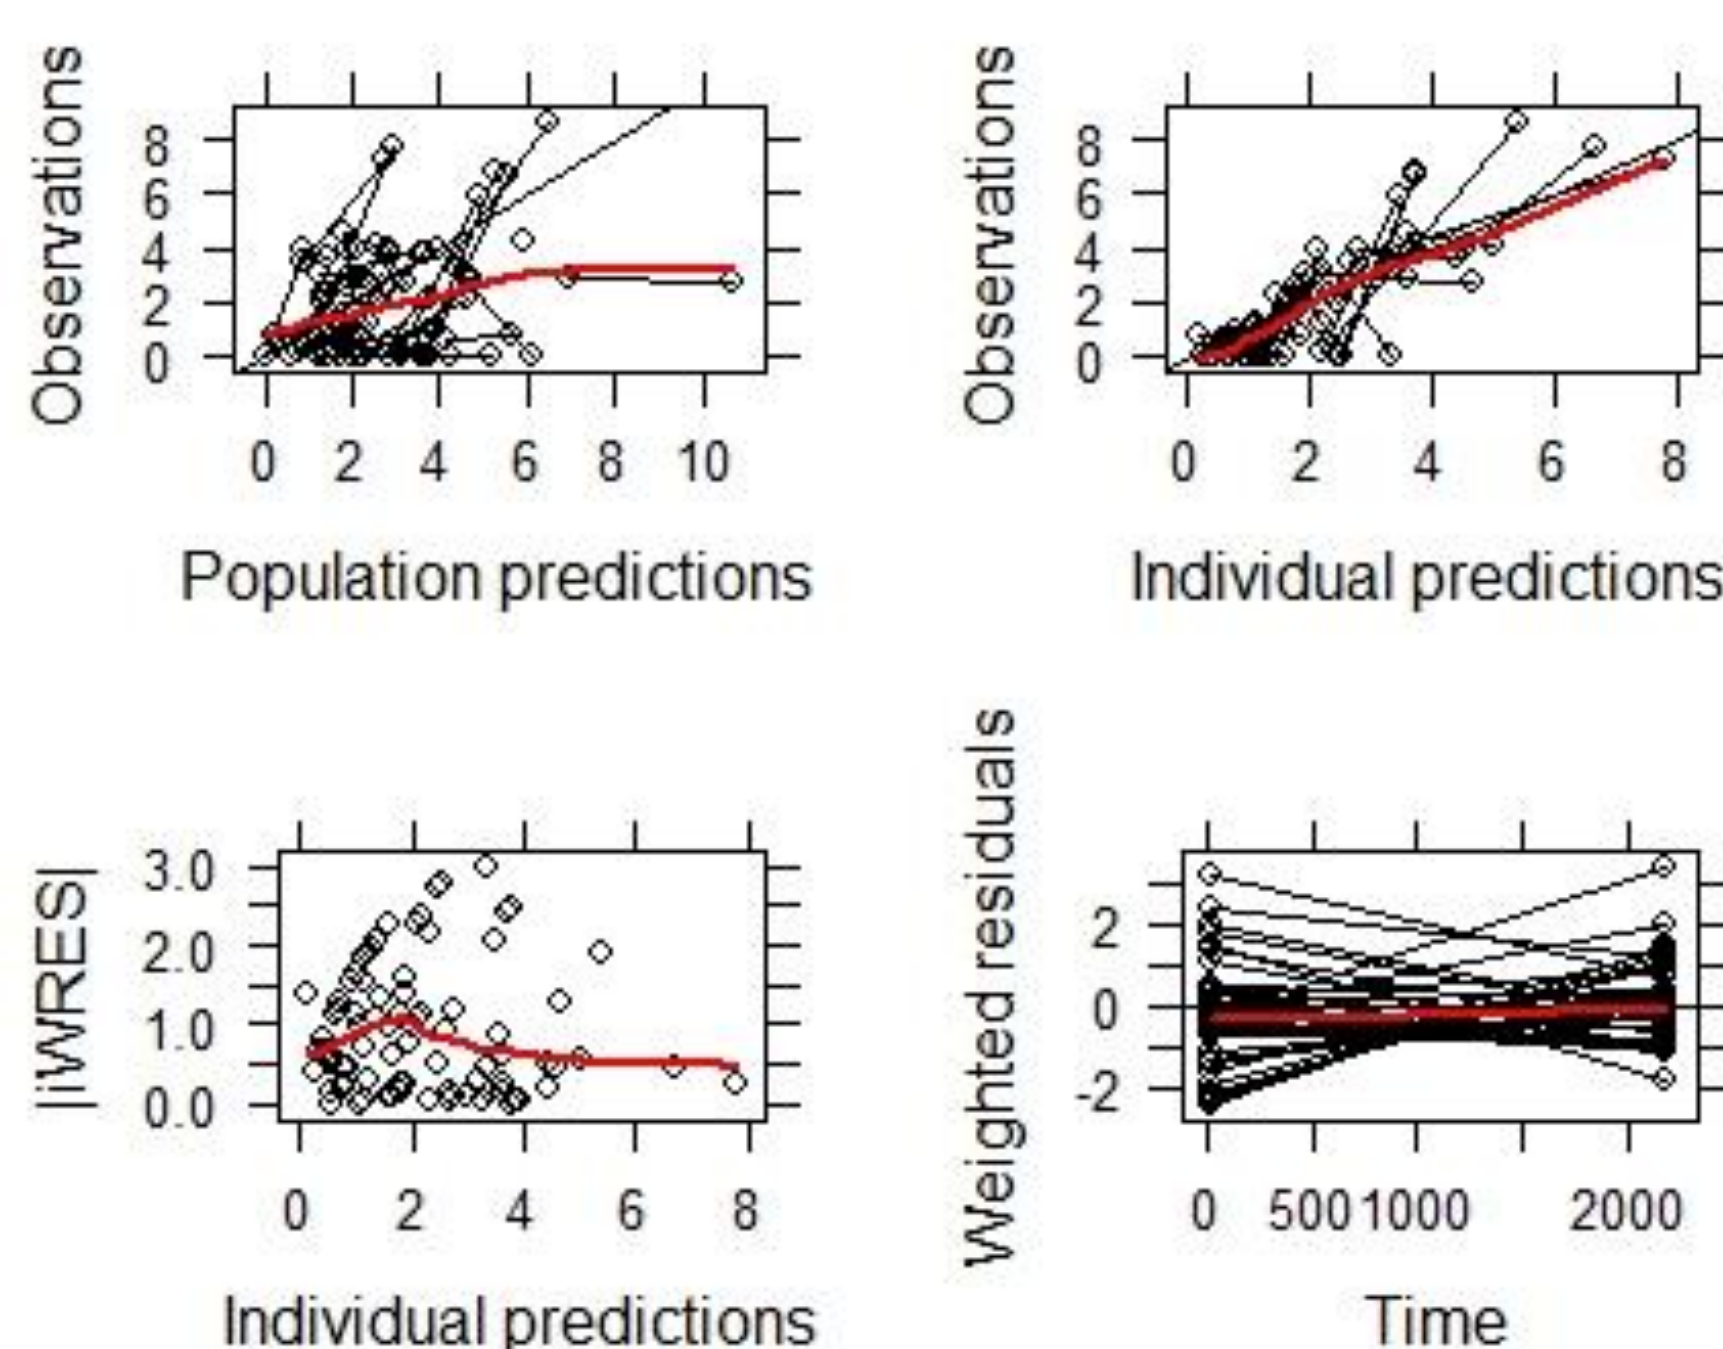 Observations
8
6
4
2
0
0 2 4 6 8 10
Population predictions
Observations
8
6
4
2
0
0 2 4 6 8
Individual predictions
|iWRES|
3.0
2.0
1.0
0.0
0 2 4 6 8
Individual predictions
Weighted residuals
2
0
-2
0 500 1000 2000
Time